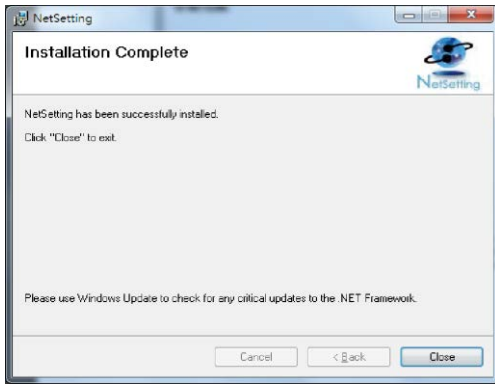 NetSetting
Installation Complete
NetSetting
NetSetting has been successfully installed.
Click "Close" to exit.
Please use Windows Update to check for any critical updates to the .NET Framework.
Cancel
< Back
Close